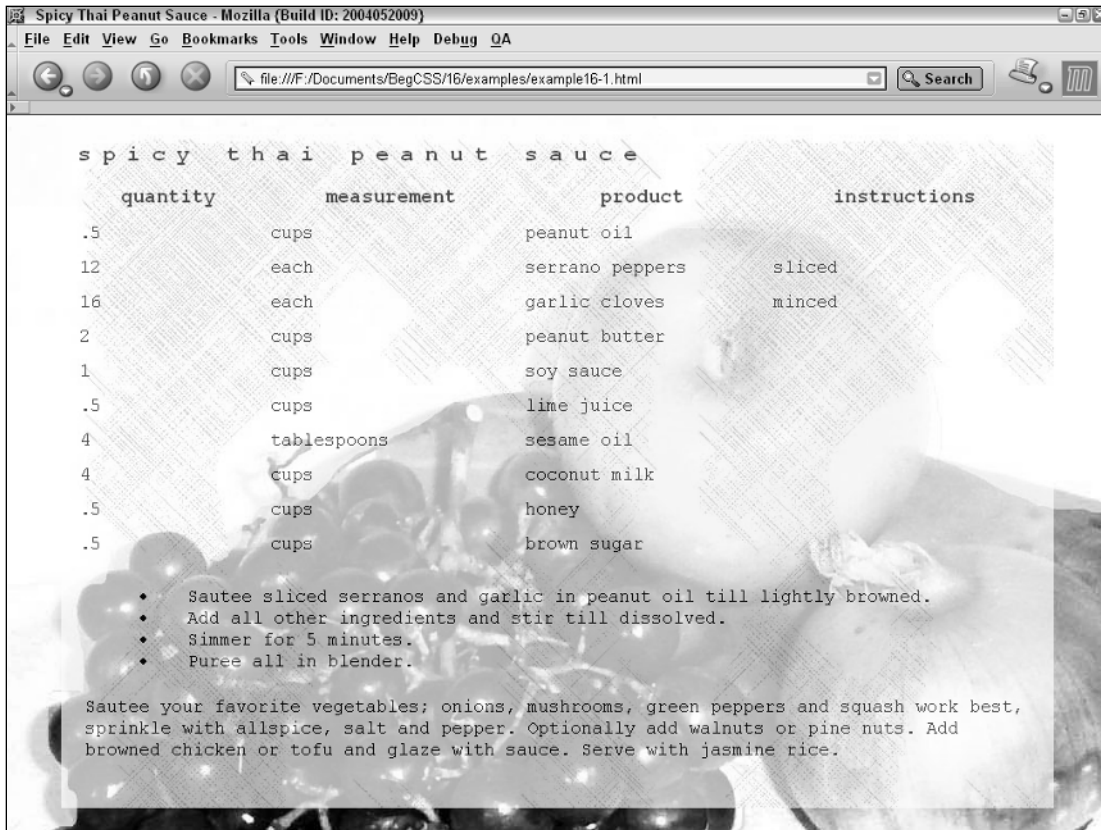 Spicy Thai Peanut Sauce - Mozilla {Build ID: 2004052009}
File Edit View Go Bookmarks Tools Window Help Debug QA
file:///F:/Documents/BegCSS/16/examples/example16-1.html Search
spicy thai peanut sauce
quantity measurement product instructions
.5 cups peanut oil
12 each serrano peppers sliced
16 each garlic cloves minced
2 cups peanut butter
1 cups soy sauce
.5 cups lime juice
4 tablespoons sesame oil
4 cups coconut milk
.5 cups honey
.5 cups brown sugar
• Sautee sliced serranos and garlic in peanut oil till lightly browned.
• Add all other ingredients and stir till dissolved.
• Simmer for 5 minutes.
• Puree all in blender.
Sautee your favorite vegetables; onions, mushrooms, green peppers and squash work best,
sprinkle with allspice, salt and pepper. Optionally add walnuts or pine nuts. Add
browned chicken or tofu and glaze with sauce. Serve with jasmine rice.